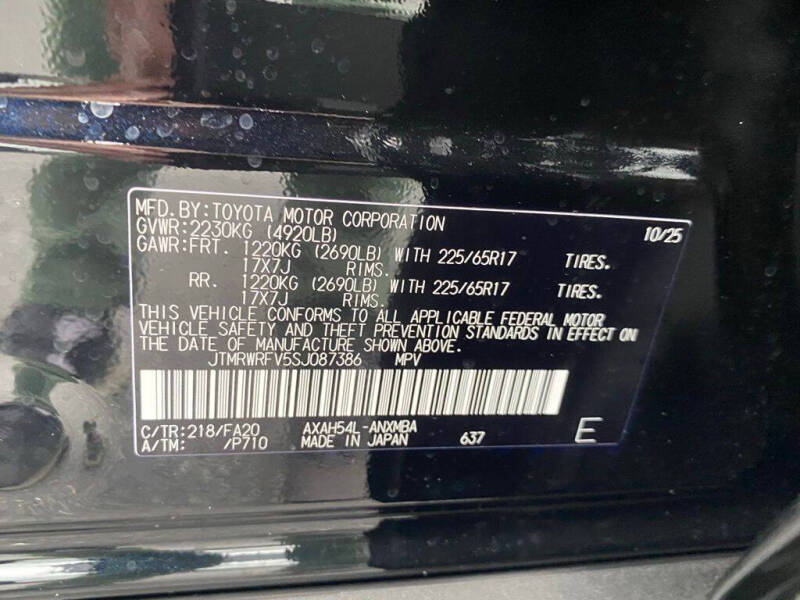 MFD.BY:TOYOTA MOTOR CORPORATION 10/25
GVWR:2230KG (4920LB)
GAWR:FRT. 1220KG (2690LB) WITH 225/65R17 TIRES.
17X7J RIMS.
RR. 1220KG (2690LB) WITH 225/65R17 TIRES.
17X7J RIMS.
THIS VEHICLE CONFORMS TO ALL APPLICABLE FEDERAL MOTOR
VEHICLE SAFETY AND THEFT PREVENTION STANDARDS IN EFFECT ON
THE DATE OF MANUFACTURE SHOWN ABOVE.
JTMRWRFV5SJ087386 MPV
C/TR:218/FA20 AXAH54L-ANXMBA
A/TM: /P710 MADE IN JAPAN 637 E